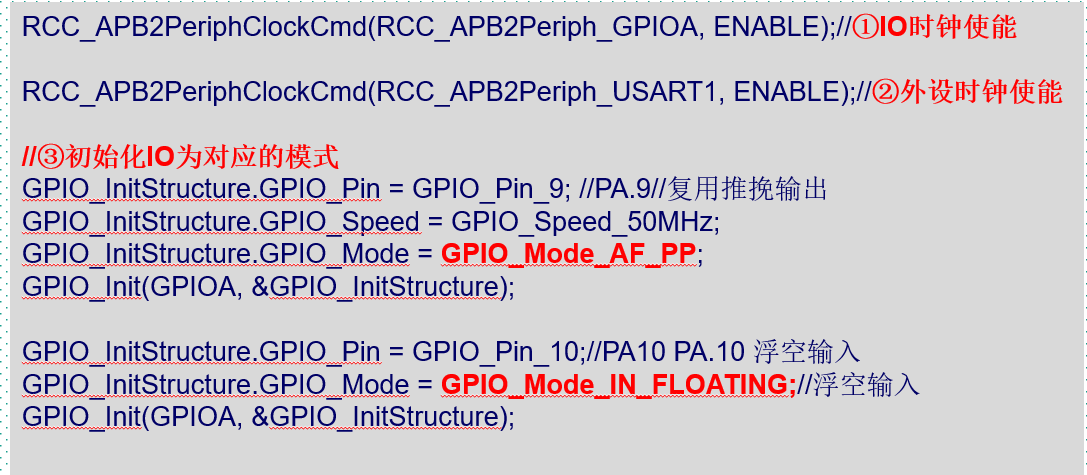 RCC_APB2PeriphClockCmd(RCC_APB2Periph_GPIOA, ENABLE);//①IO时钟使能
RCC_APB2PeriphClockCmd(RCC_APB2Periph_USART1, ENABLE);//②外设时钟使能
//③初始化IO为对应的模式
GPIO_InitStructure.GPIO_Pin = GPIO_Pin_9; //PA.9//复用推挽输出
GPIO_InitStructure.GPIO_Speed = GPIO_Speed_50MHz;
GPIO_InitStructure.GPIO_Mode = GPIO_Mode_AF_PP;
GPIO_Init(GPIOA, &GPIO_InitStructure);
GPIO_InitStructure.GPIO_Pin = GPIO_Pin_10;//PA10 PA.10 浮空输入
GPIO_InitStructure.GPIO_Mode = GPIO_Mode_IN_FLOATING;//浮空输入
GPIO_Init(GPIOA, &GPIO_InitStructure);